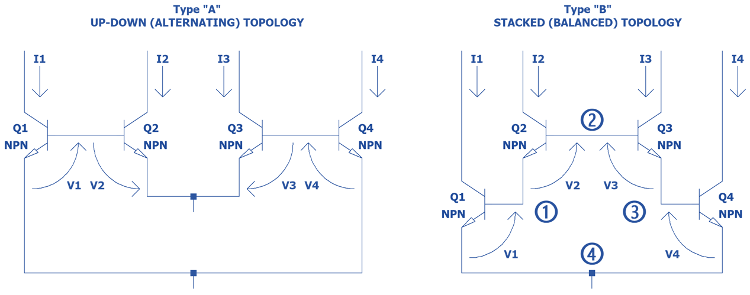 Type "A"
UP-DOWN (ALTERNATING) TOPOLOGY
I1
I2
I3
I4
Q1
NPN
Q2
NPN
Q3
NPN
Q4
NPN
V1
V2
V3
V4
Type "B"
STACKED (BALANCED) TOPOLOGY
I1
I2
I3
I4
2
Q2
NPN
Q3
NPN
V2
V3
Q1
NPN
1
3
Q4
NPN
V1
4
V4